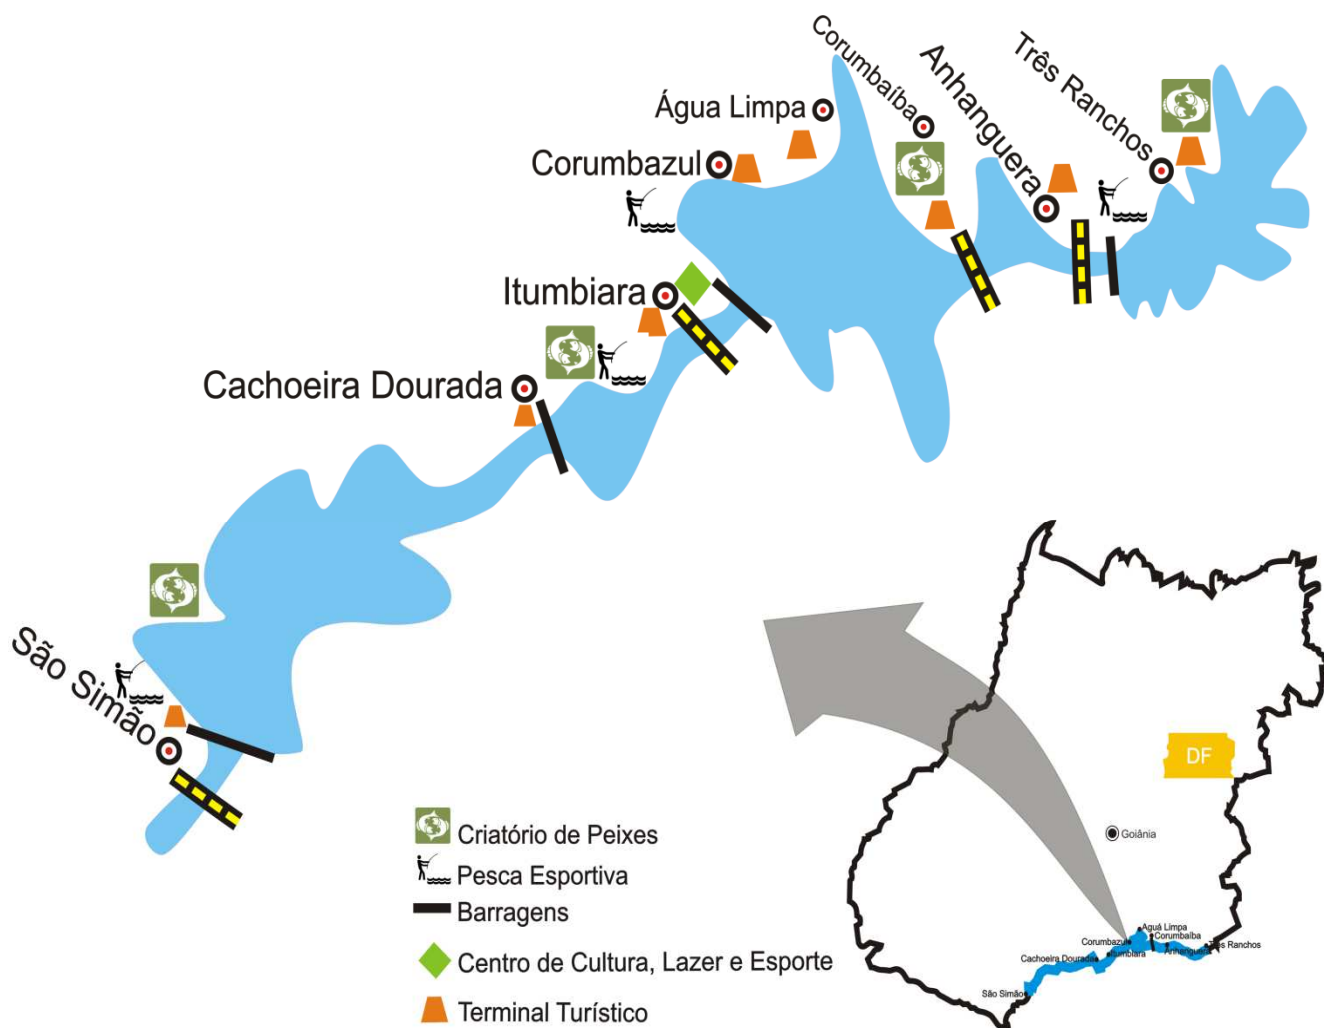 Três Ranchos
Corumbaíba
Anhanguera
Água Limpa
Corumbazul
Itumbiara
Cachoeira Dourada
São Simão
Criatório de Peixes
Pesca Esportiva
Barragens
Centro de Cultura, Lazer e Esporte
Terminal Turístico
DF
Goiânia
Aguá Limpa
Corumbaíba
Corumbazul
Três Ranchos
Anhanguera
Itumbiara
Cachoeira Dourada
São Simão